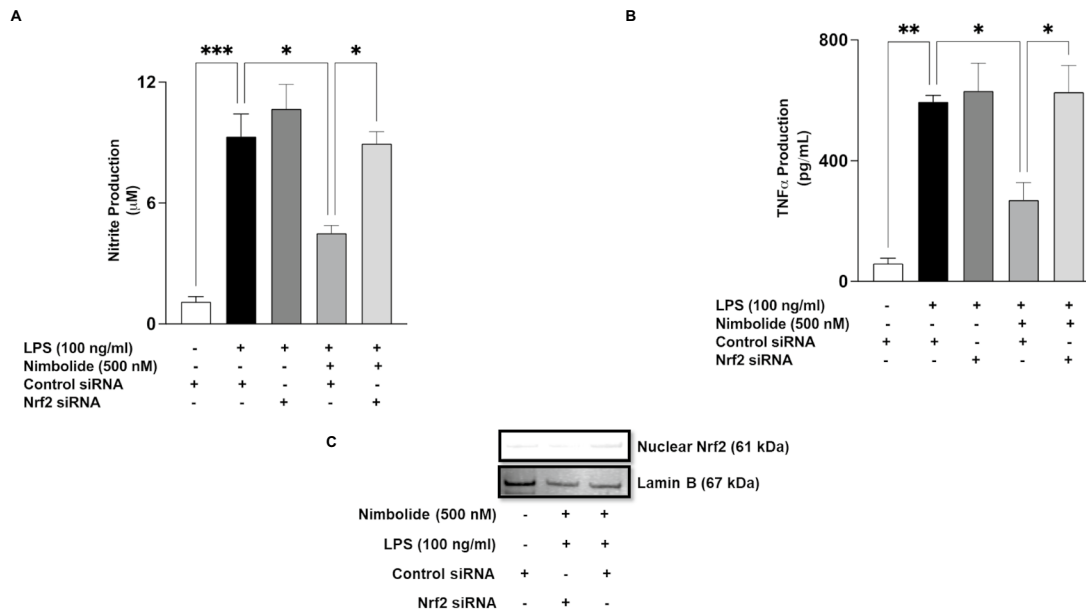 A
*** * *
12
6
0
Nitrite Production
(μM)
LPS (100 ng/ml) - + + + +
Nimbolide (500 nM) - - - + +
Control siRNA + + - + -
Nrf2 siRNA - - + - +
B
** * *
800
400
0
TNFα Production
(pg/mL)
LPS (100 ng/ml) - + + + +
Nimbolide (500 nM) - - - + +
Control siRNA + + - + -
Nrf2 siRNA - - + - +
C
Nuclear Nrf2 (61 kDa)
Lamin B (67 kDa)
Nimbolide (500 nM) - + +
LPS (100 ng/ml) - + +
Control siRNA + - +
Nrf2 siRNA - + -